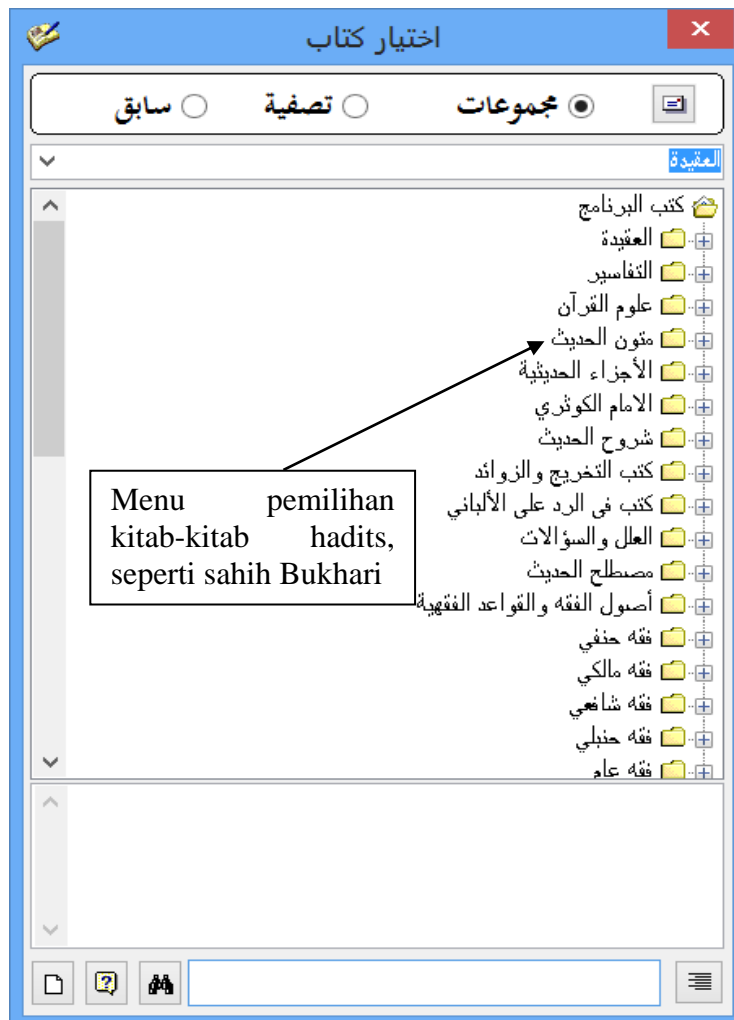 اختيار كتاب
مجموعات تصفية سابق
العقيدة
كتب البرنامج
العقيدة
التفاسير
علوم القرآن
متون الحديث
الأجزاء الحديثية
الامام الكوثري
شروح الحديث
كتب التخريج والزوائد
كتب فى الرد على الألباني
العلل والسؤالات
مصطلح الحديث
أصول الفقه والقواعد الفقهية
فقه حنفي
فقه مالكي
فقه شافعي
فقه حنبلي
فقه عام
Menu pemilihan
kitab-kitab hadits,
seperti sahih Bukhari